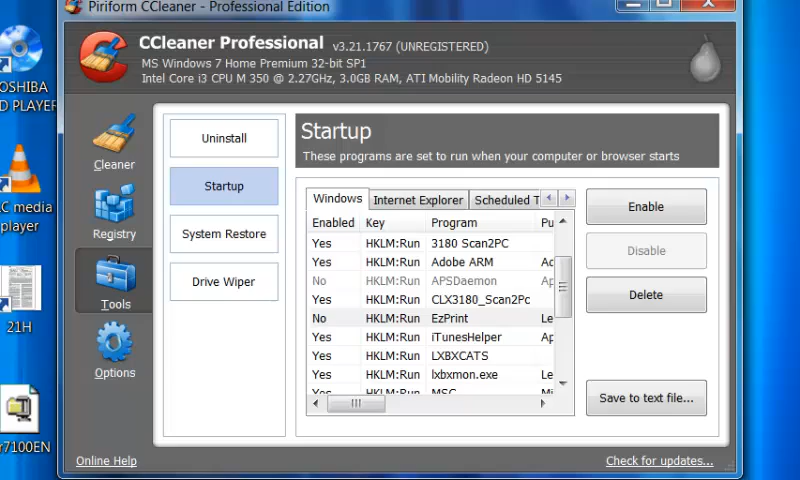 Piriform CCleaner - Professional Edition
CCleaner Professional v3.21.1767 (UNREGISTERED)
MS Windows 7 Home Premium 32-bit SP1
Intel Core i3 CPU M 350 @ 2.27GHz, 3.0GB RAM, ATI Mobility Radeon HD 5145
OSHIBA
D PLAYER
C media
player
21H
r7100EN
Cleaner
Registry
Tools
Options
Uninstall
Startup
System Restore
Drive Wiper
Startup
These programs are set to run when your computer or browser starts
Windows Internet Explorer Scheduled T
Enabled Key Program Pu
Yes HKLM:Run 3180 Scan2PC
Yes HKLM:Run Adobe ARM Ac
No HKLM:Run APSDaemon Ap
Yes HKLM:Run CLX3180_Scan2Pc
No HKLM:Run EzPrint Le
Yes HKLM:Run iTunesHelper Ap
Yes HKLM:Run LXBXCATS
Yes HKLM:Run lxbxmon.exe Le
Yes HKLM:Run MSC Mi
Enable
Disable
Delete
Save to text file...
Online Help
Check for updates...